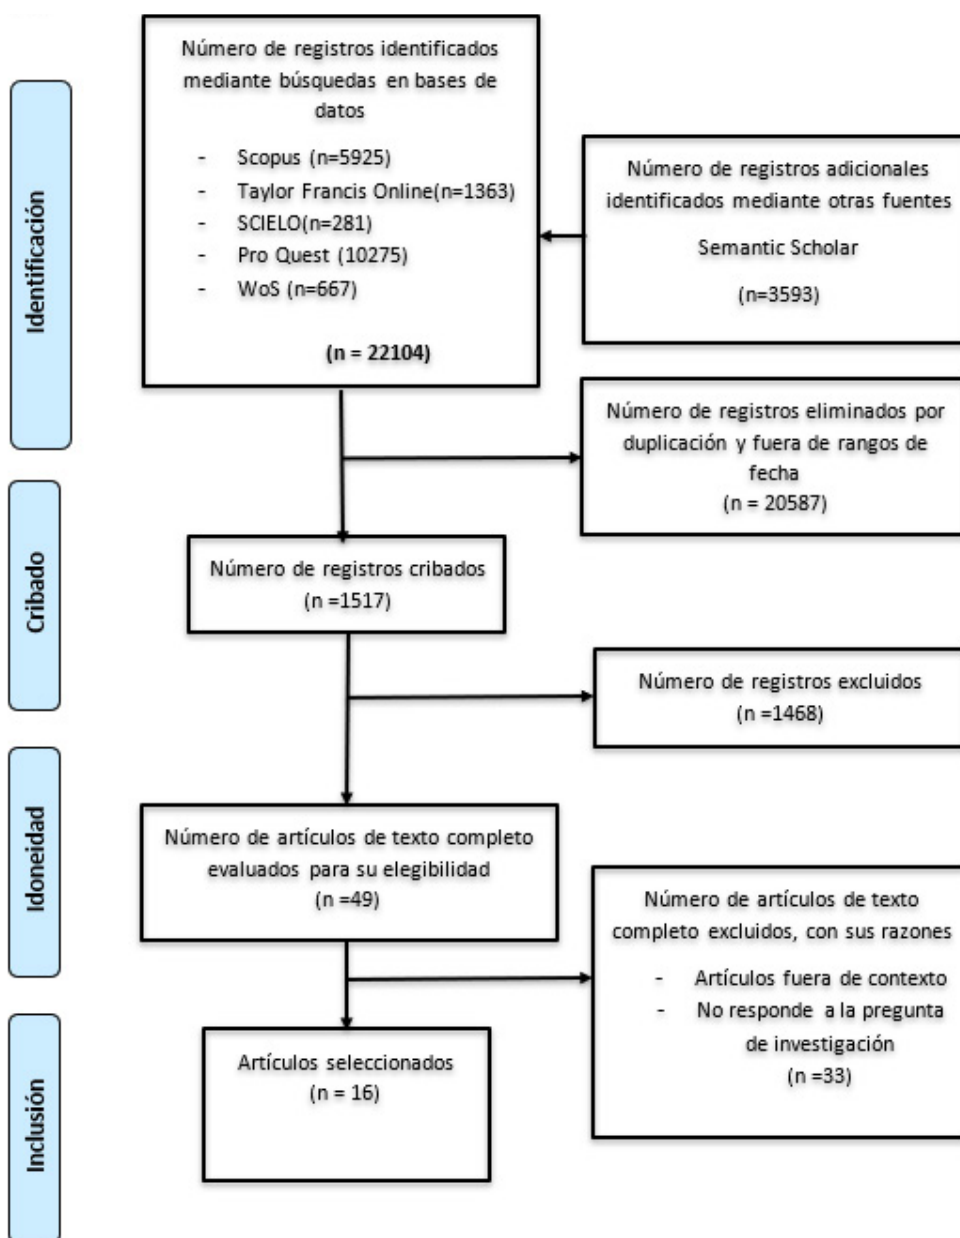 Identificación
Número de registros identificados
mediante búsquedas en bases de
datos
- Scopus (n=5925)
- Taylor Francis Online(n=1363)
- SCIELO(n=281)
- Pro Quest (10275)
- WoS (n=667)
(n = 22104)
Número de registros adicionales
identificados mediante otras fuentes
Semantic Scholar
(n=3593)
Número de registros eliminados por
duplicación y fuera de rangos de
fecha
(n = 20587)
Cribado
Número de registros cribados
(n =1517)
Número de registros excluidos
(n =1468)
Idoneidad
Número de artículos de texto completo
evaluados para su elegibilidad
(n =49)
Número de artículos de texto
completo excluidos, con sus razones
- Artículos fuera de contexto
- No responde a la pregunta
de investigación
(n =33)
Inclusión
Artículos seleccionados
(n = 16)